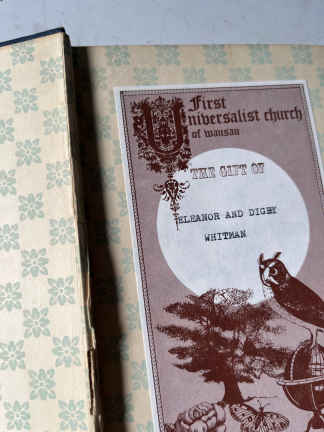 First
Universalist church
of wausau
THE GIFT OF
ELEANOR AND DIGBY
WHITMAN